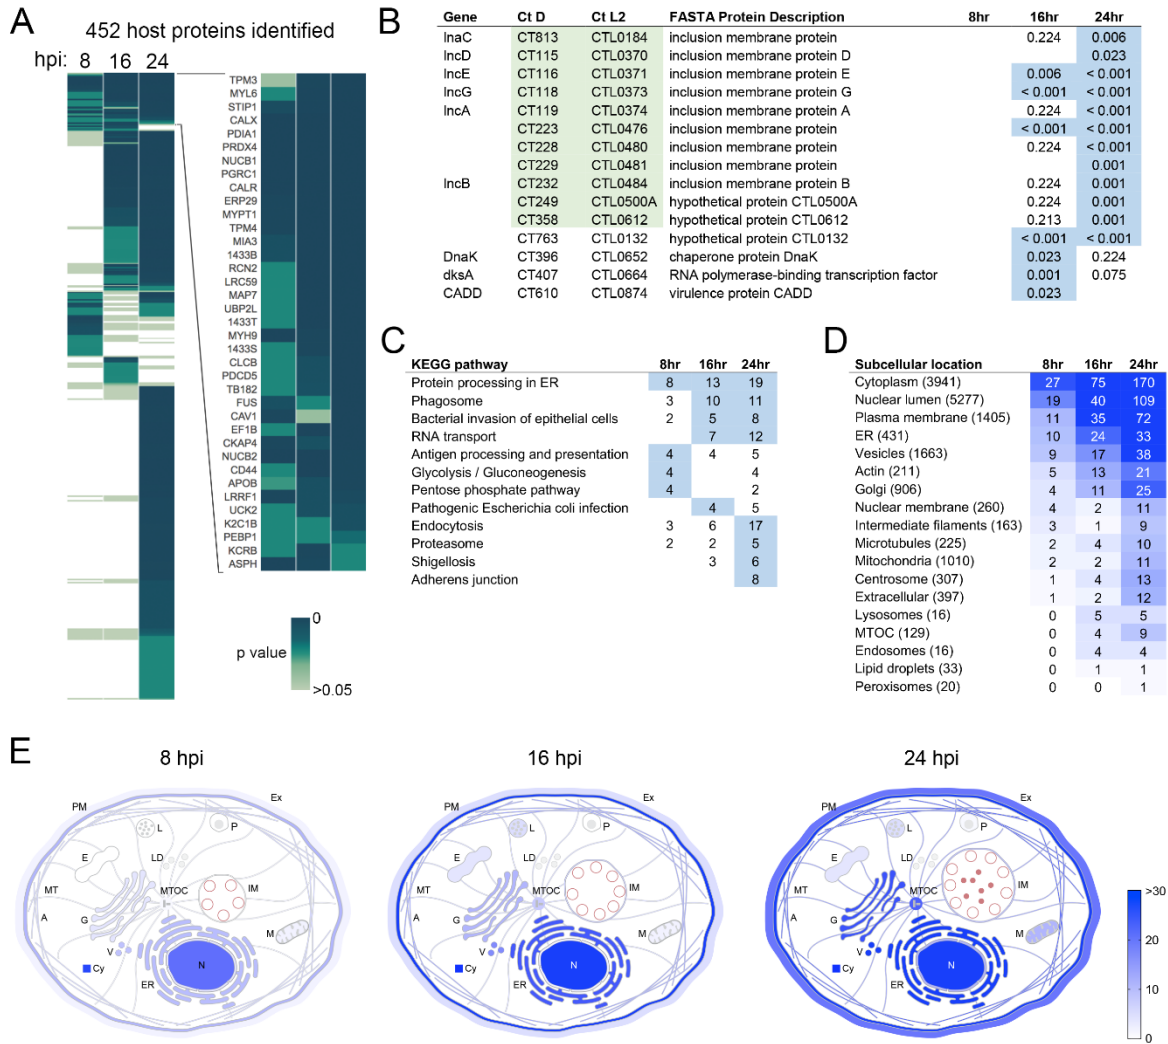 A
452 host proteins identified
hpi: 8 16 24
TPM3
MYL6
STIP1
CALX
PDIA1
PRDX4
NUCB1
PGRC1
CALR
ERP29
MYPT1
TPM4
MIA3
1433B
RCN2
LRC59
MAP7
UBP2L
1433T
MYH9
1433S
CLCB
PDCD5
TB182
FUS
CAV1
EF1B
CKAP4
NUCB2
CD44
APOB
LRRF1
UCK2
K2C1B
PEBP1
KCRB
ASPH
p value
0
>0.05
B
Gene Ct D Ct L2 FASTA Protein Description 8hr 16hr 24hr
InaC CT813 CTL0184 inclusion membrane protein 0.224 0.006
IncD CT115 CTL0370 inclusion membrane protein D 0.023
IncE CT116 CTL0371 inclusion membrane protein E 0.006 < 0.001
IncG CT118 CTL0373 inclusion membrane protein G < 0.001 < 0.001
IncA CT119 CTL0374 inclusion membrane protein A 0.224 < 0.001
CT223 CTL0476 inclusion membrane protein < 0.001 < 0.001
CT228 CTL0480 inclusion membrane protein 0.224 < 0.001
CT229 CTL0481 inclusion membrane protein 0.001
IncB CT232 CTL0484 inclusion membrane protein B 0.224 0.001
CT249 CTL0500A hypothetical protein CTL0500A 0.224 0.001
CT358 CTL0612 hypothetical protein CTL0612 0.213 0.001
CT763 CTL0132 hypothetical protein CTL0132 < 0.001 < 0.001
DnaK CT396 CTL0652 chaperone protein DnaK 0.023 0.224
dksA CT407 CTL0664 RNA polymerse-binding transcription factor 0.001 0.075
CADD CT610 CTL0874 virulence protein CADD 0.023
C
KEGG pathway 8hr 16hr 24hr
Protein processing in ER 8 13 19
Phagosome 3 10 11
Bacterial invasion of epithelial cells 2 5 8
RNA transport 7 12
Antigen processing and presentation 4 4 5
Glycolysis / Gluconeogenesis 4 4
Pentose phosphate pathway 4 2
Pathogenic Escherichia coli infection 4 5
Endocytosis 3 6 17
Proteasome 2 2 5
Shigellosis 3 6
Adherens junction 8
D
Subcellular location 8hr 16hr 24hr
Cytoplasm (3941) 27 75 170
Nuclear lumen (5277) 19 40 109
Plasma membrane (1405) 11 35 72
ER (431) 10 24 33
Vesicles (1663) 9 17 38
Actin (211) 5 13 21
Golgi (906) 4 11 25
Nuclear membrane (260) 4 2 11
Intermediate filaments (163) 3 1 9
Microtubules (225) 2 4 10
Mitochondria (1010) 2 2 11
Centrosome (307) 1 4 13
Extracellular (397) 1 2 12
Lysosomes (16) 0 5 5
MTOC (129) 0 4 9
Endosomes (16) 0 4 4
Lipid droplets (33) 0 1 1
Peroxisomes (20) 0 0 1
E
8 hpi
PM
Ex
L
P
E
LD
MT
MTOC
IM
A
G
M
V
Cy
N
ER
16 hpi
PM
Ex
L
P
E
LD
MT
MTOC
IM
A
G
M
V
Cy
N
ER
24 hpi
PM
Ex
L
P
E
LD
MT
MTOC
IM
A
G
M
V
Cy
N
ER
>30
20
10
0